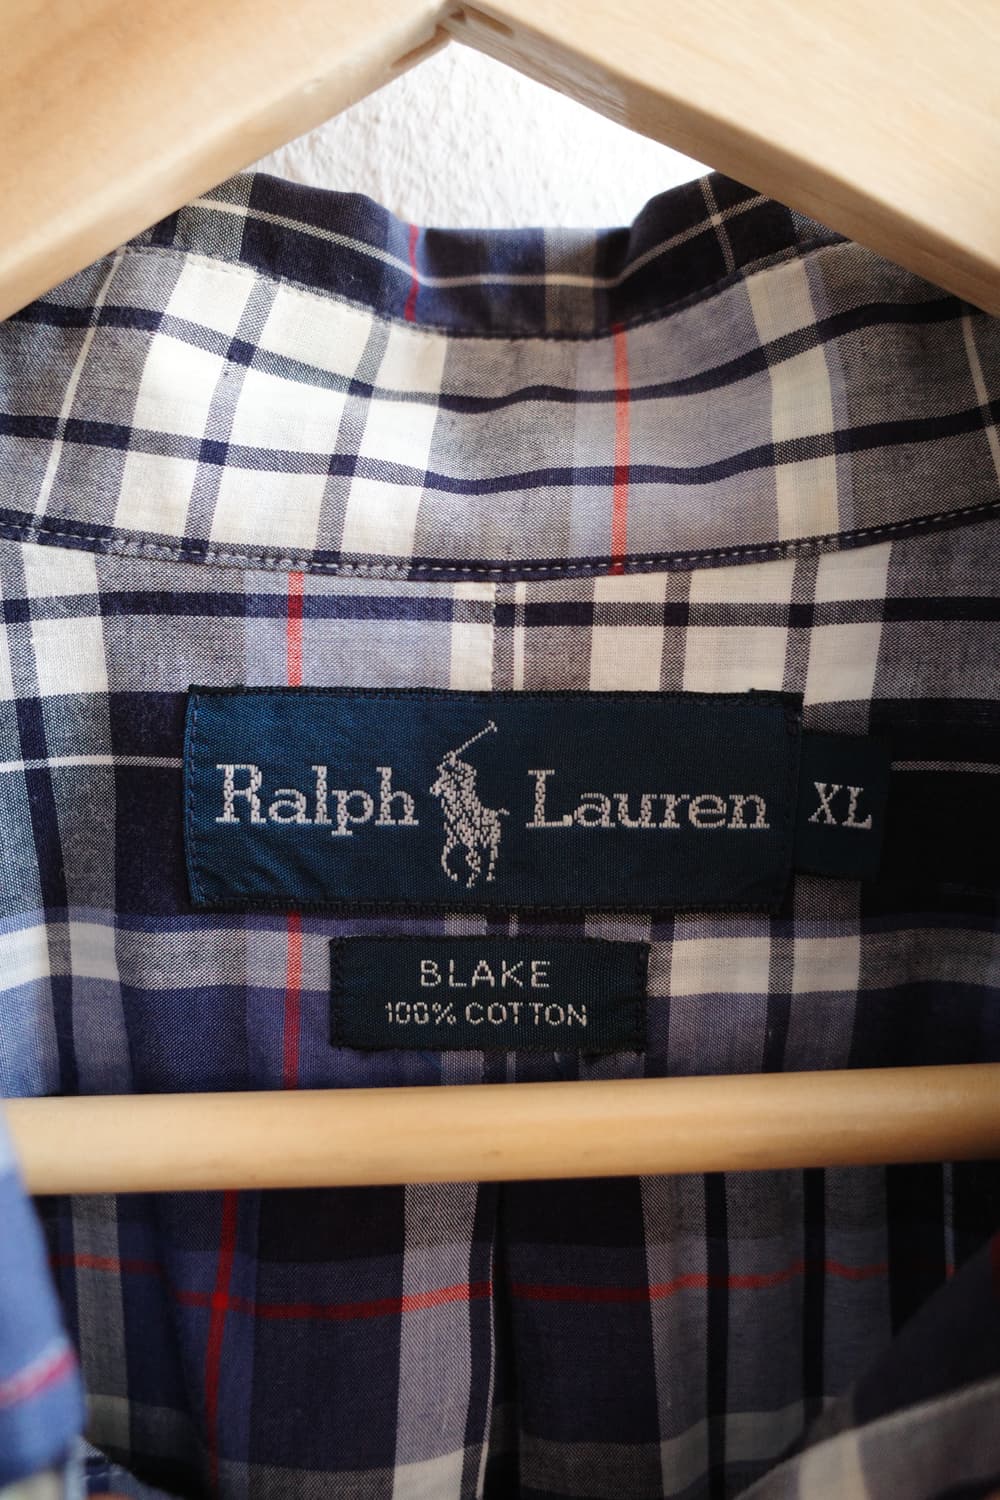 Ralph Lauren XL
BLAKE
100% COTTON